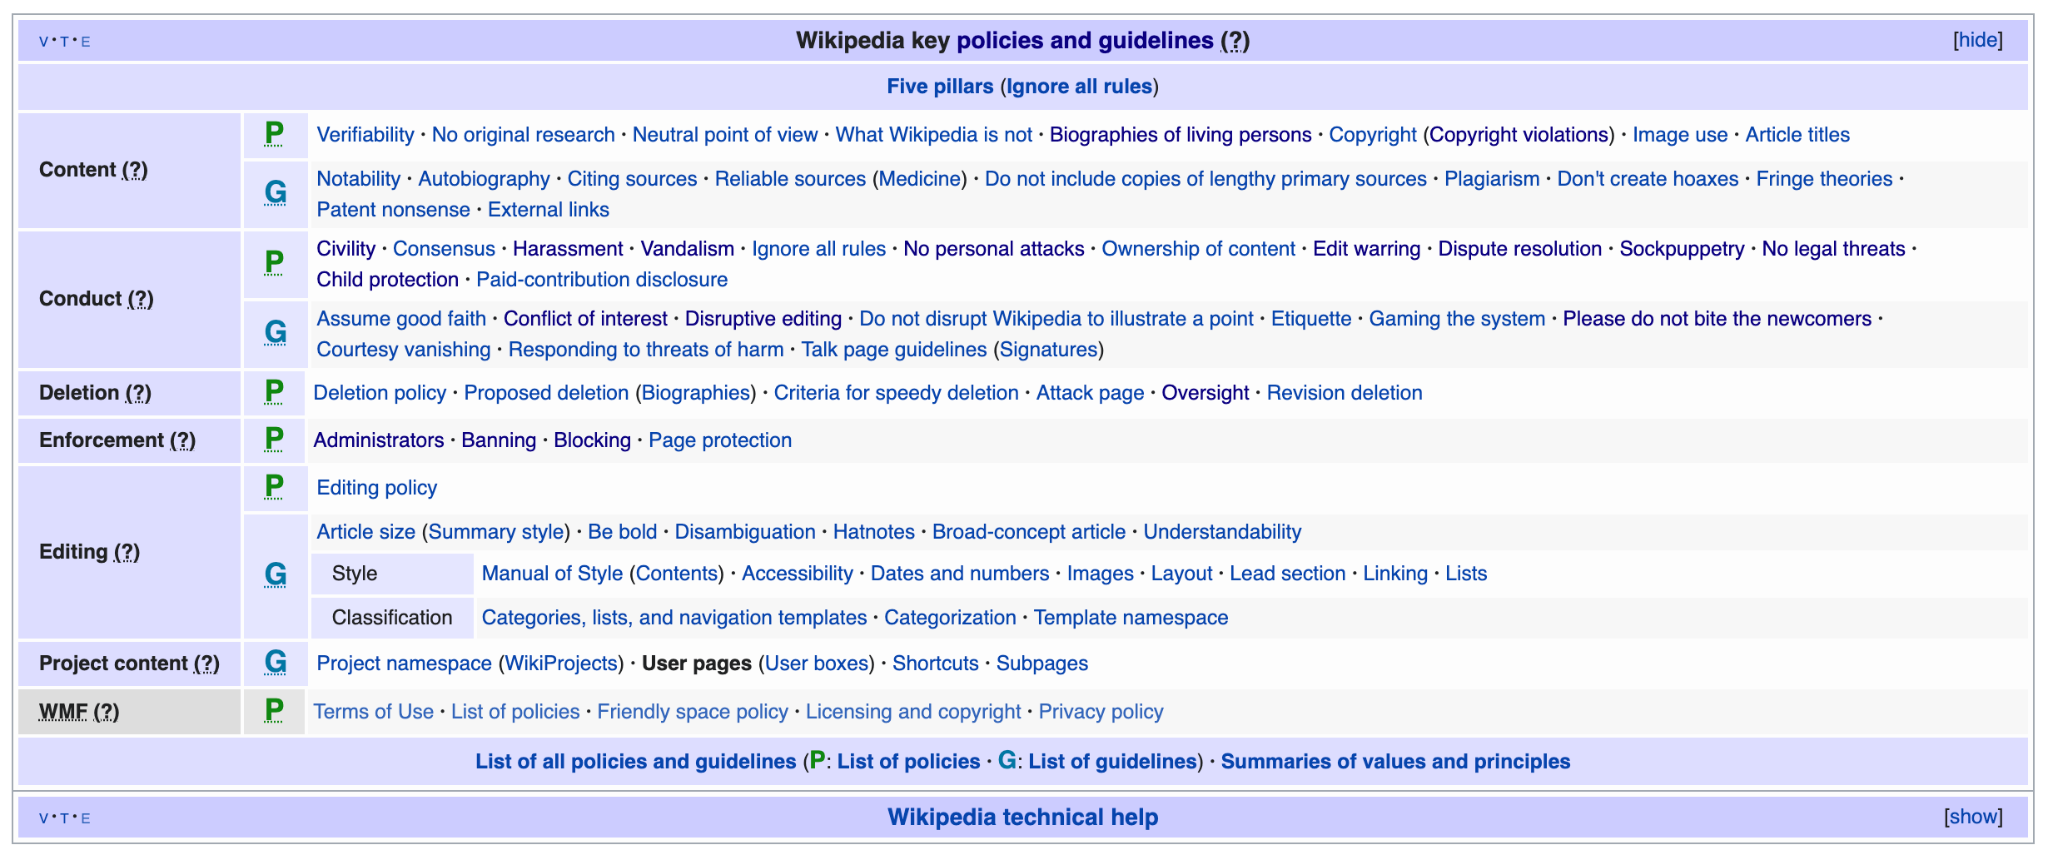 V • T • E Wikipedia key policies and guidelines (?) [hide]
Five pillars (Ignore all rules)
Content (?)
P Verifiability · No original research · Neutral point of view · What Wikipedia is not · Biographies of living persons · Copyright (Copyright violations) · Image use · Article titles
G Notability · Autobiography · Citing sources · Reliable sources (Medicine) · Do not include copies of lengthy primary sources · Plagiarism · Don't create hoaxes · Fringe theories ·
Patent nonsense · External links
Conduct (?)
P Civility · Consensus · Harassment · Vandalism · Ignore all rules · No personal attacks · Ownership of content · Edit warring · Dispute resolution · Sockpuppetry · No legal threats ·
Child protection · Paid-contribution disclosure
G Assume good faith · Conflict of interest · Disruptive editing · Do not disrupt Wikipedia to illustrate a point · Etiquette · Gaming the system · Please do not bite the newcomers ·
Courtesy vanishing · Responding to threats of harm · Talk page guidelines (Signatures)
Deletion (?) P Deletion policy · Proposed deletion (Biographies) · Criteria for speedy deletion · Attack page · Oversight · Revision deletion
Enforcement (?) P Administrators · Banning · Blocking · Page protection
Editing (?)
P Editing policy
G Article size (Summary style) · Be bold · Disambiguation · Hatnotes · Broad-concept article · Understandability
Style Manual of Style (Contents) · Accessibility · Dates and numbers · Images · Layout · Lead section · Linking · Lists
Classification Categories, lists, and navigation templates · Categorization · Template namespace
Project content (?) G Project namespace (WikiProjects) · User pages (User boxes) · Shortcuts · Subpages
WMF (?) P Terms of Use · List of policies · Friendly space policy · Licensing and copyright · Privacy policy
List of all policies and guidelines (P: List of policies · G: List of guidelines) · Summaries of values and principles
V • T • E Wikipedia technical help [show]